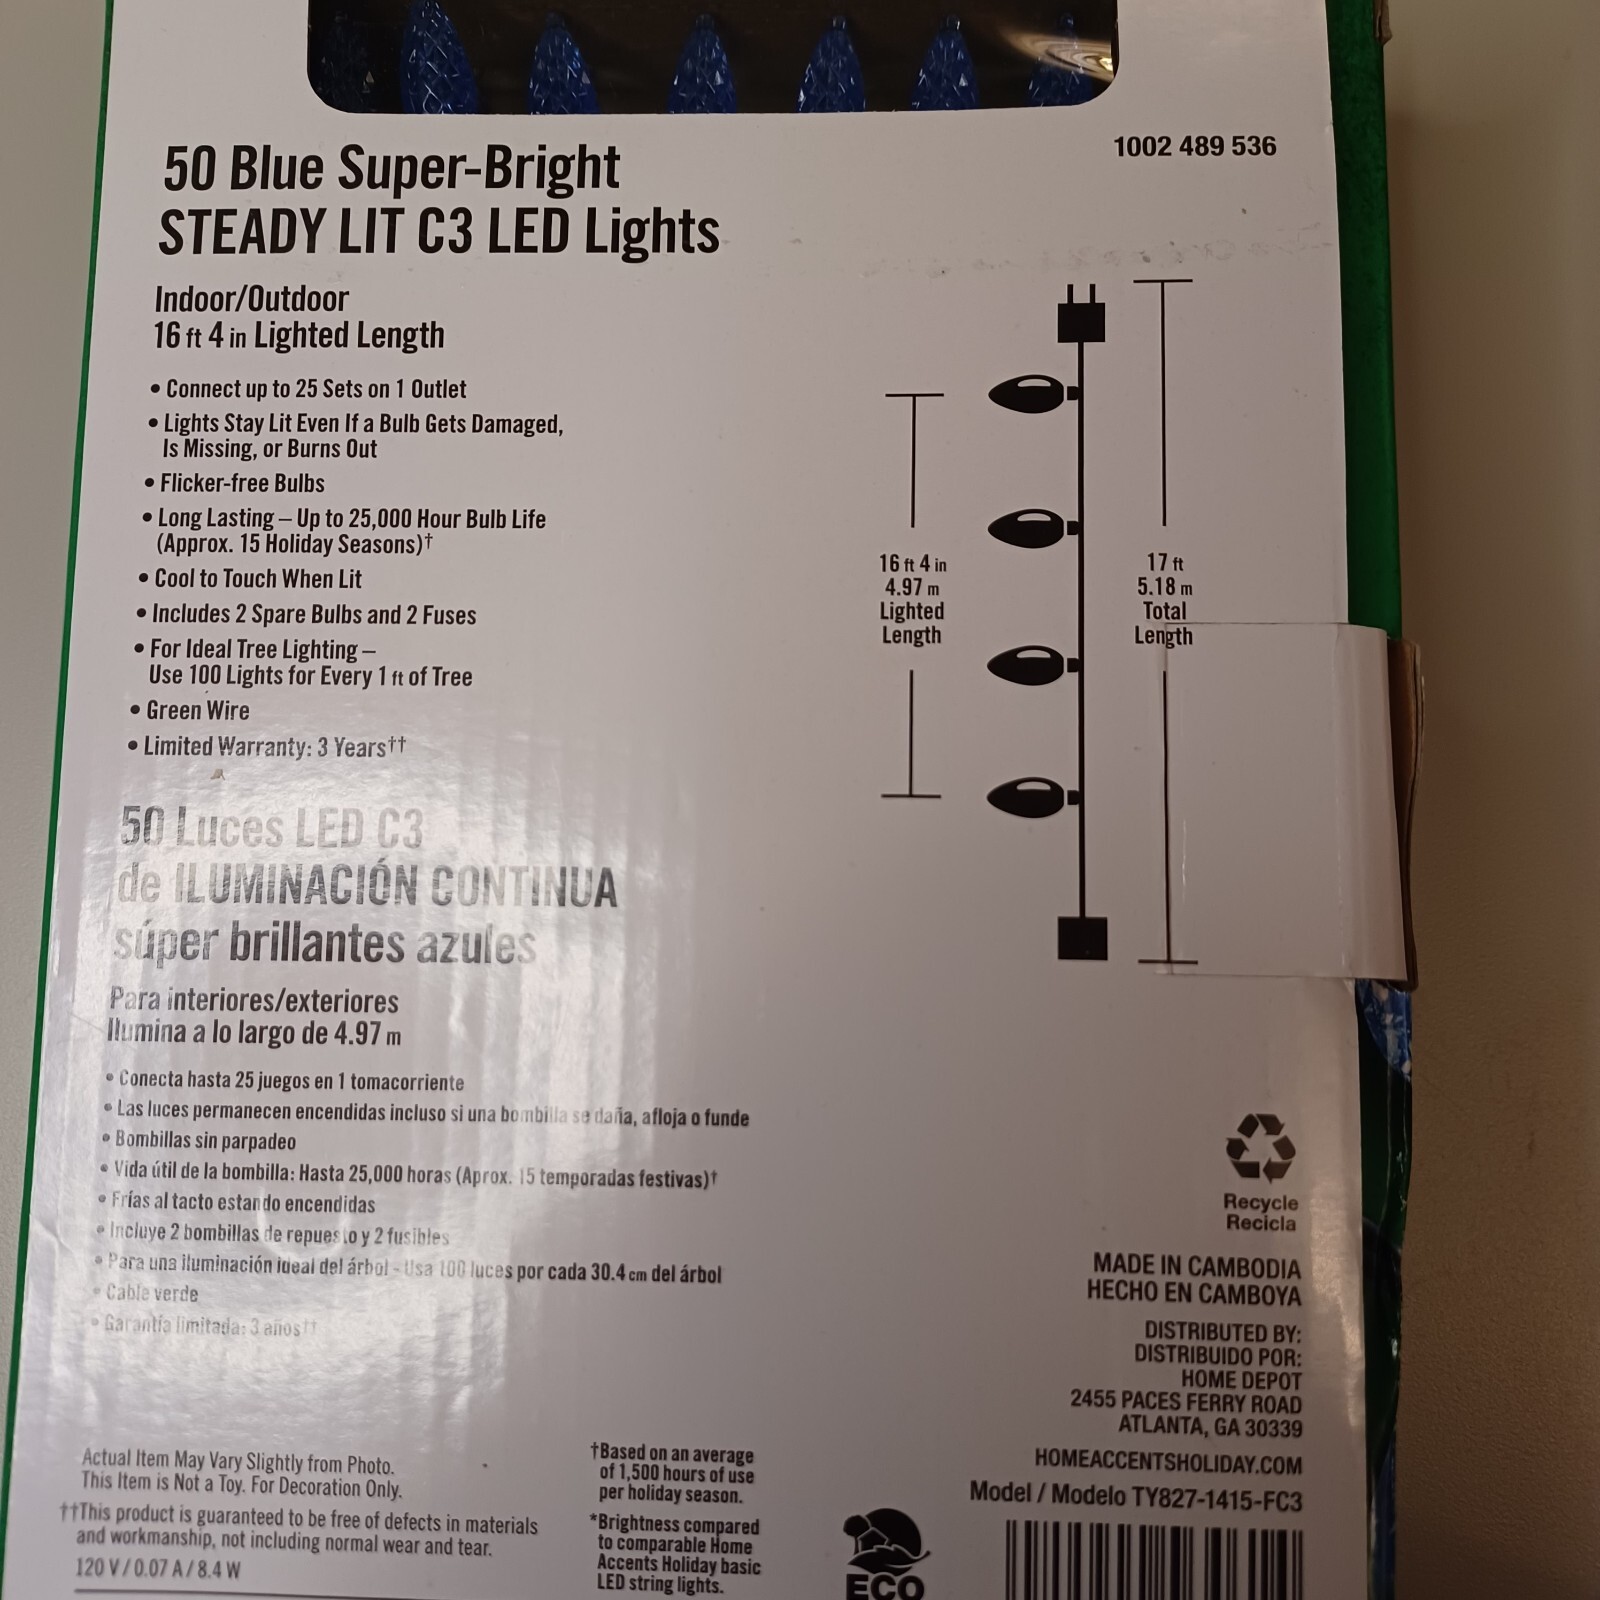 50 Blue Super-Bright
STEADY LIT C3 LED Lights
1002 489 536
Indoor/Outdoor
16 ft 4 in Lighted Length
• Connect up to 25 Sets on 1 Outlet
• Lights Stay Lit Even If a Bulb Gets Damaged,
Is Missing, or Burns Out
• Flicker-free Bulbs
• Long Lasting – Up to 25,000 Hour Bulb Life
(Approx. 15 Holiday Seasons)†
• Cool to Touch When Lit
• Includes 2 Spare Bulbs and 2 Fuses
• For Ideal Tree Lighting –
Use 100 Lights for Every 1 ft of Tree
• Green Wire
• Limited Warranty: 3 Years††
16 ft 4 in
4.97 m
Lighted
Length
17 ft
5.18 m
Total
Length
50 Luces LED C3
de ILUMINACIÓN CONTINUA
súper brillantes azules
Para interiores/exteriores
Ilumina a lo largo de 4.97 m
• Conecta hasta 25 juegos en 1 tomacorriente
• Las luces permanecen encendidas incluso si una bombilla se daña, afloja o funde
• Bombillas sin parpadeo
• Vida útil de la bombilla: Hasta 25,000 horas (Aprox. 15 temporadas festivas)†
• Frías al tacto estando encendidas
• Incluye 2 bombillas de repuesto y 2 fusibles
• Para una iluminación ideal del árbol - Usa 100 luces por cada 30.4 cm del árbol
• Cable verde
• Garantía limitada: 3 años††
Recycle
Recicla
MADE IN CAMBODIA
HECHO EN CAMBOYA
DISTRIBUTED BY:
DISTRIBUIDO POR:
HOME DEPOT
2455 PACES FERRY ROAD
ATLANTA, GA 30339
HOMEACCENTSHOLIDAY.COM
Model / Modelo TY827-1415-FC3
Actual Item May Vary Slightly from Photo.
This Item is Not a Toy. For Decoration Only.
††This product is guaranteed to be free of defects in materials
and workmanship, not including normal wear and tear.
120 V / 0.07 A / 8.4 W
†Based on an average
of 1,500 hours of use
per holiday season.
*Brightness compared
to comparable Home
Accents Holiday basic
LED string lights.
ECO